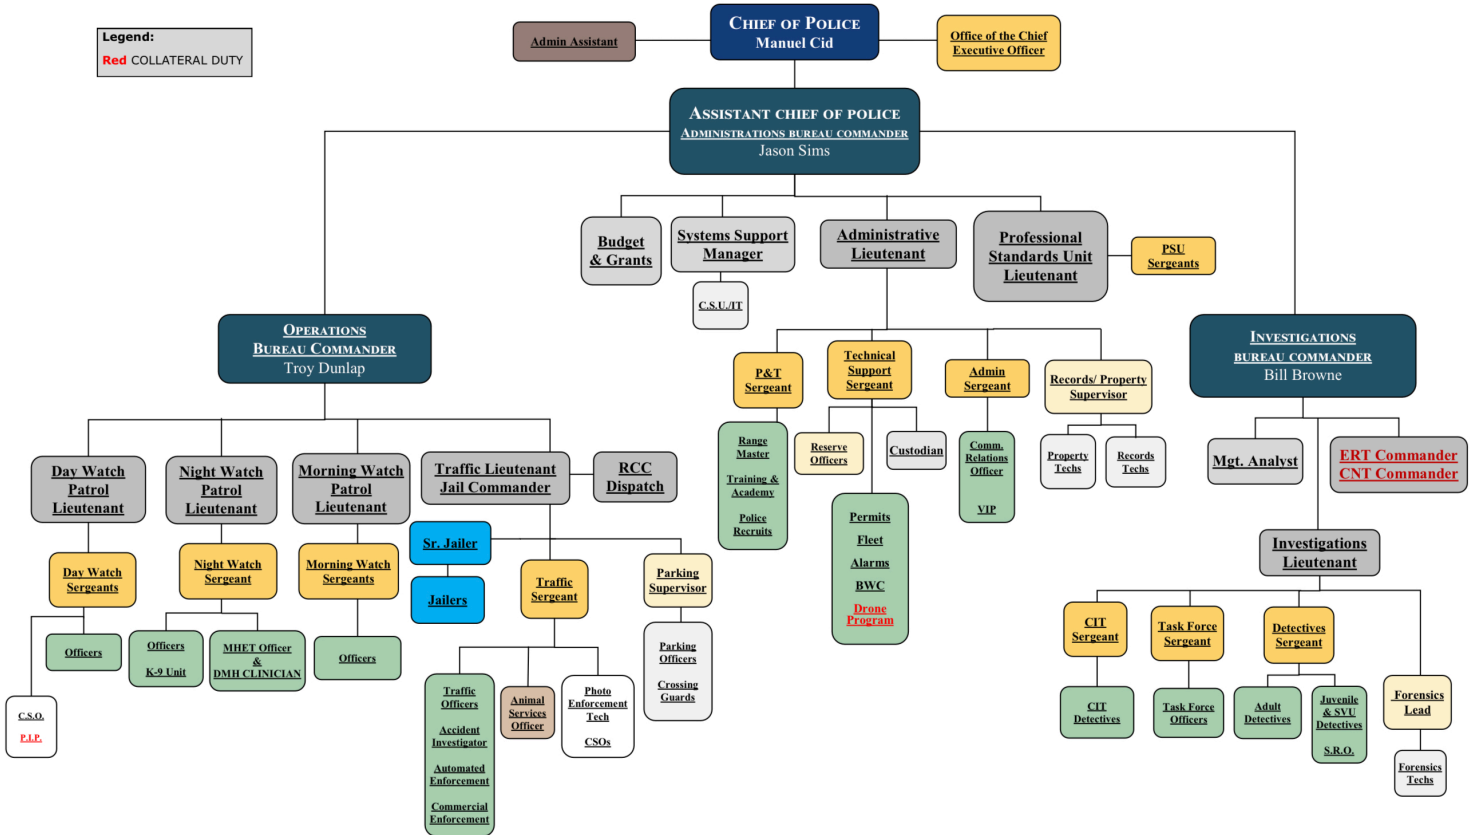 Legend:
Red COLLATERAL DUTY
Admin Assistant
CHIEF OF POLICE
Manuel Cid
Office of the Chief
Executive Officer
ASSISTANT CHIEF OF POLICE
ADMINISTRATIONS BUREAU COMMANDER
Jason Sims
Budget
& Grants
Systems Support
Manager
C.S.U./IT
Administrative
Lieutenant
Professional
Standards Unit
Lieutenant
PSU
Sergeants
OPERATIONS
BUREAU COMMANDER
Troy Dunlap
INVESTIGATIONS
BUREAU COMMANDER
Bill Browne
P&T
Sergeant
Technical
Support
Sergeant
Admin
Sergeant
Records/ Property
Supervisor
Range
Master
Training &
Academy
Police
Recruits
Reserve
Officers
Custodian
Comm.
Relations
Officer
VIP
Property
Techs
Records
Techs
Permits
Fleet
Alarms
BWC
Drone
Program
Mgt. Analyst
ERT Commander
CNT Commander
Day Watch
Patrol
Lieutenant
Night Watch
Patrol
Lieutenant
Morning Watch
Patrol
Lieutenant
Traffic Lieutenant
Jail Commander
RCC
Dispatch
Sr. Jailer
Jailers
Day Watch
Sergeants
Night Watch
Sergeant
Morning Watch
Sergeants
Traffic
Sergeant
Parking
Supervisor
Investigations
Lieutenant
Officers
Officers
K-9 Unit
MHET Officer
&
DMH CLINICIAN
Officers
C.S.O.
P.I.P.
Traffic
Officers
Accident
Investigator
Automated
Enforcement
Commercial
Enforcement
Animal
Services
Officer
Photo
Enforcement
Tech
CSOs
Parking
Officers
Crossing
Guards
CIT
Sergeant
Task Force
Sergeant
Detectives
Sergeant
CIT
Detectives
Task Force
Officers
Adult
Detectives
Juvenile
& SVU
Detectives
S.R.O.
Forensics
Lead
Forensics
Techs